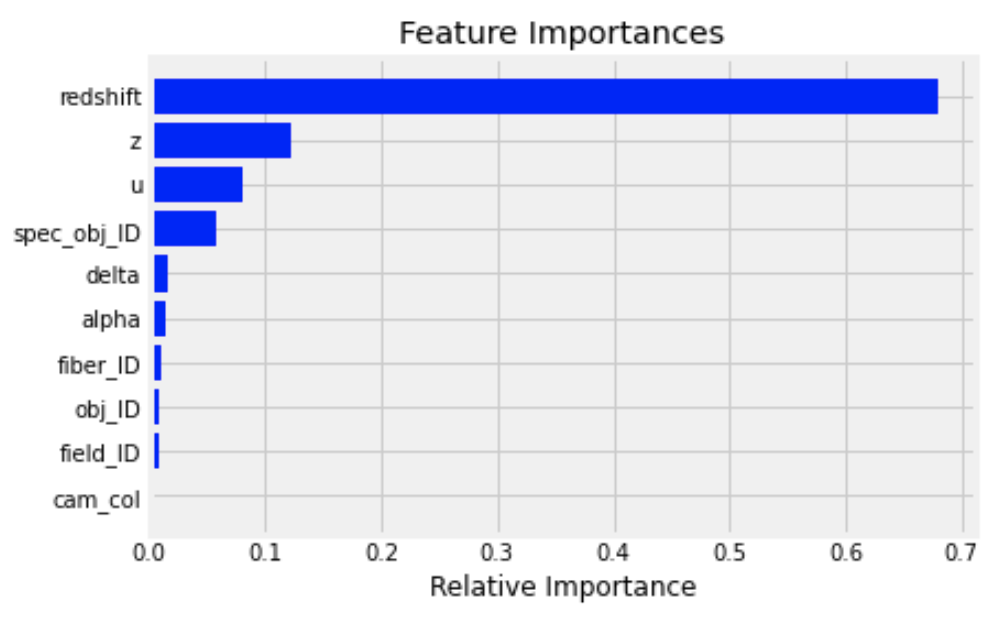 Feature Importances
redshift
z
u
spec_obj_ID
delta
alpha
fiber_ID
obj_ID
field_ID
cam_col
0.0 0.1 0.2 0.3 0.4 0.5 0.6 0.7
Relative Importance